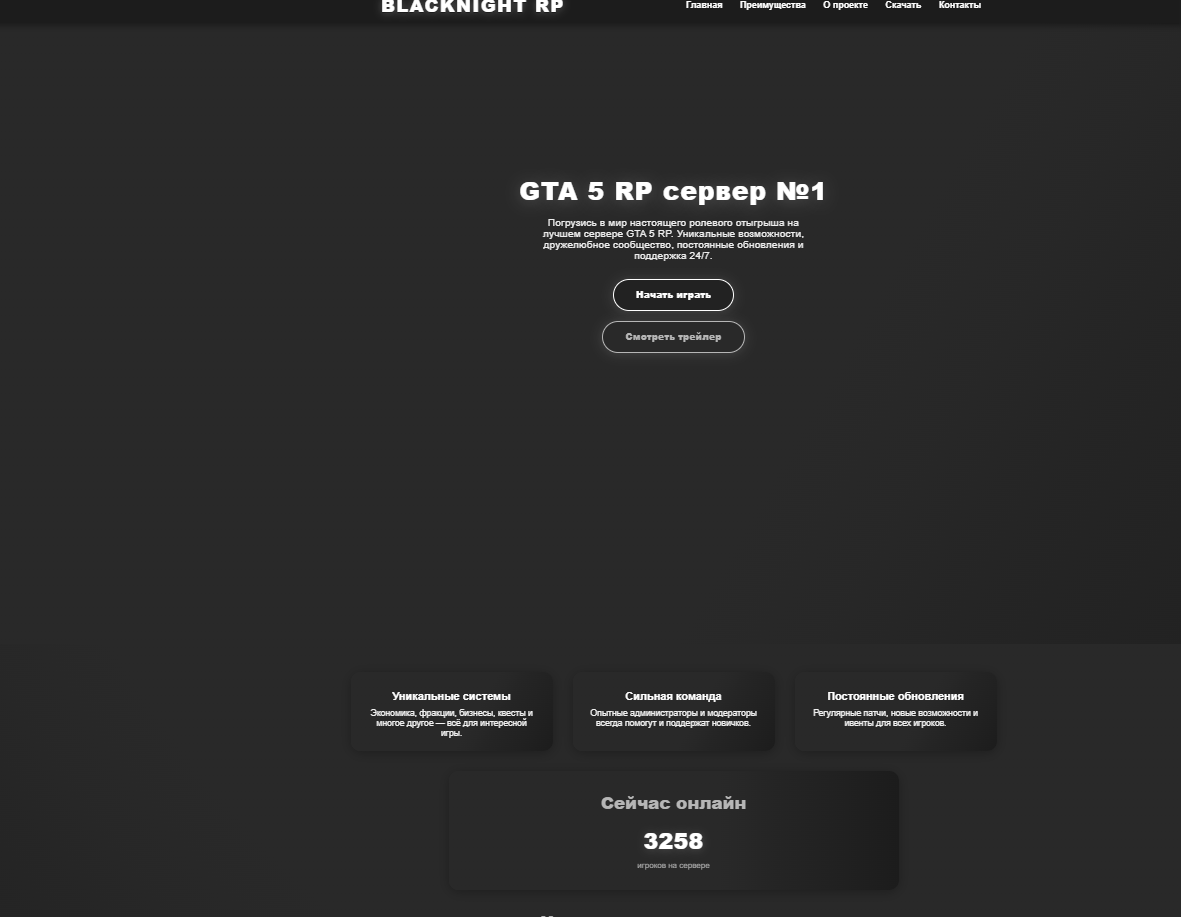 BLACKNIGHT RP
Главная Преимущества О проекте Скачать Контакты
GTA 5 RP сервер №1
Погрузись в мир настоящего ролевого отыгрыша на
лучшем сервере GTA 5 RP. Уникальные возможности,
дружелюбное сообщество, постоянные обновления и
поддержка 24/7.
Начать играть
Смотреть трейлер
Уникальные системы
Экономика, фракции, бизнесы, квесты и
многое другое — всё для интересной
игры.
Сильная команда
Опытные администраторы и модераторы
всегда помогут и поддержат новичков.
Постоянные обновления
Регулярные патчи, новые возможности и
ивенты для всех игроков.
Сейчас онлайн
3258
игроков на сервере